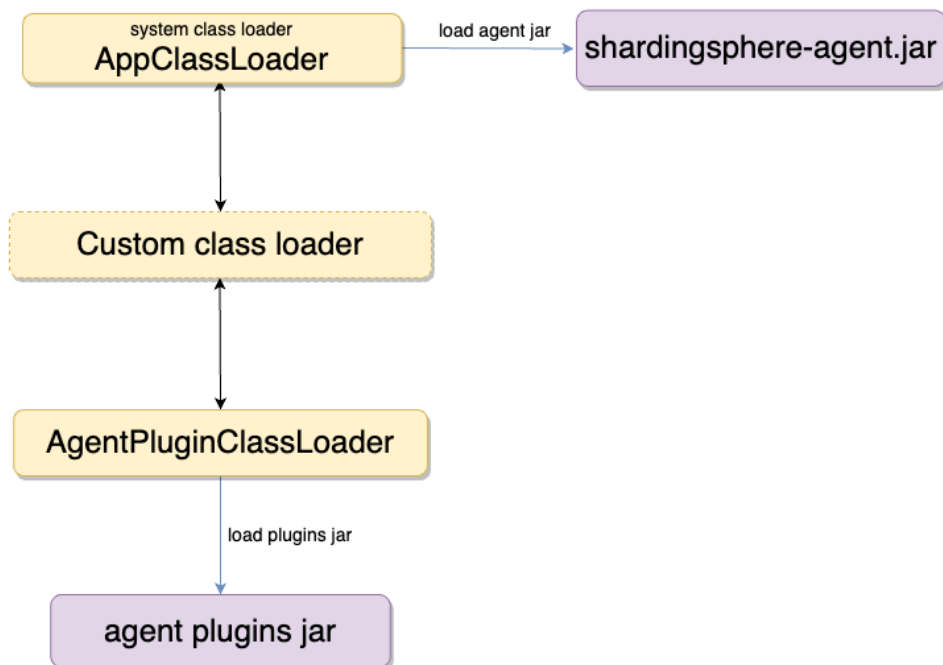 system class loader
AppClassLoader
load agent jar
shardingsphere-agent.jar
Custom class loader
AgentPluginClassLoader
load plugins jar
agent plugins jar